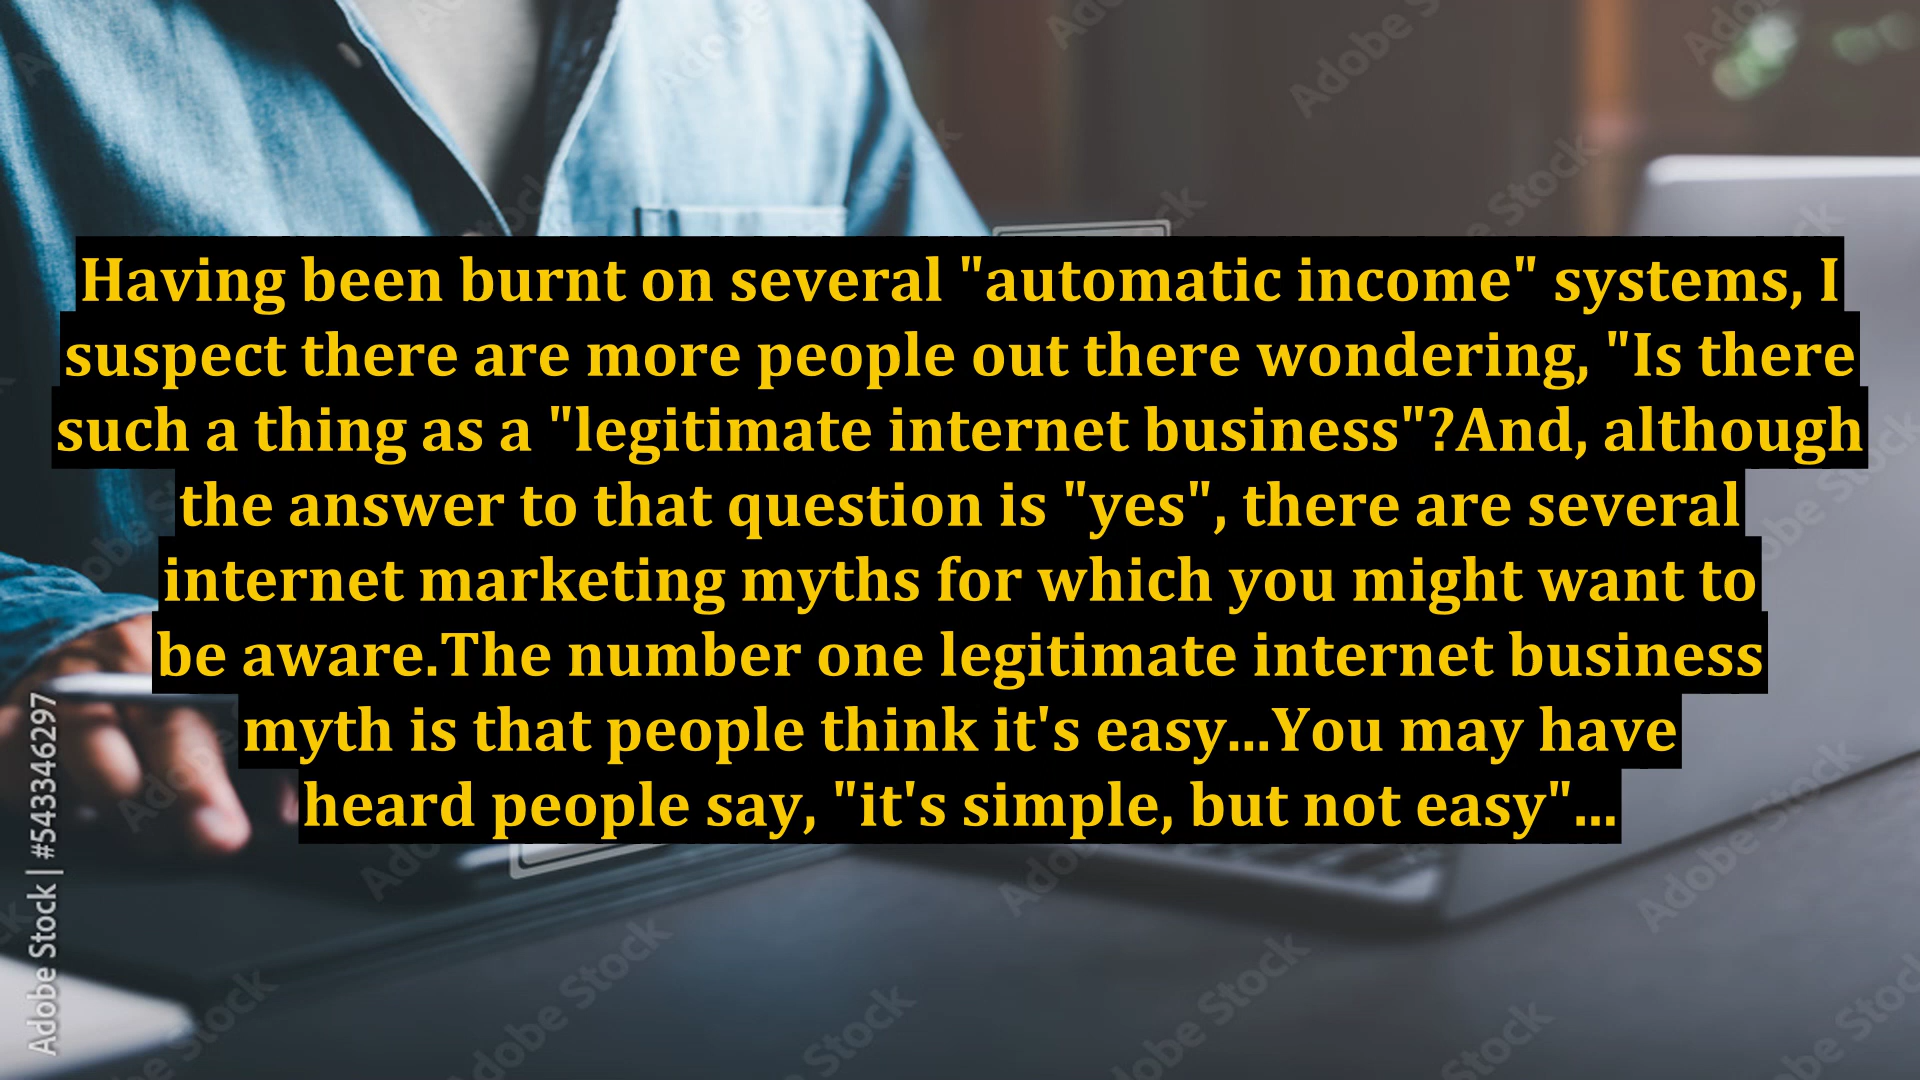 Having been burnt on several "automatic income" systems, I
suspect there are more people out there wondering, "Is there
such a thing as a "legitimate internet business"?And, although
the answer to that question is "yes", there are several
internet marketing myths for which you might want to
be aware.The number one legitimate internet business
myth is that people think it's easy...You may have
heard people say, "it's simple, but not easy"...
Adobe Stock | #543346297
Adobe Stock